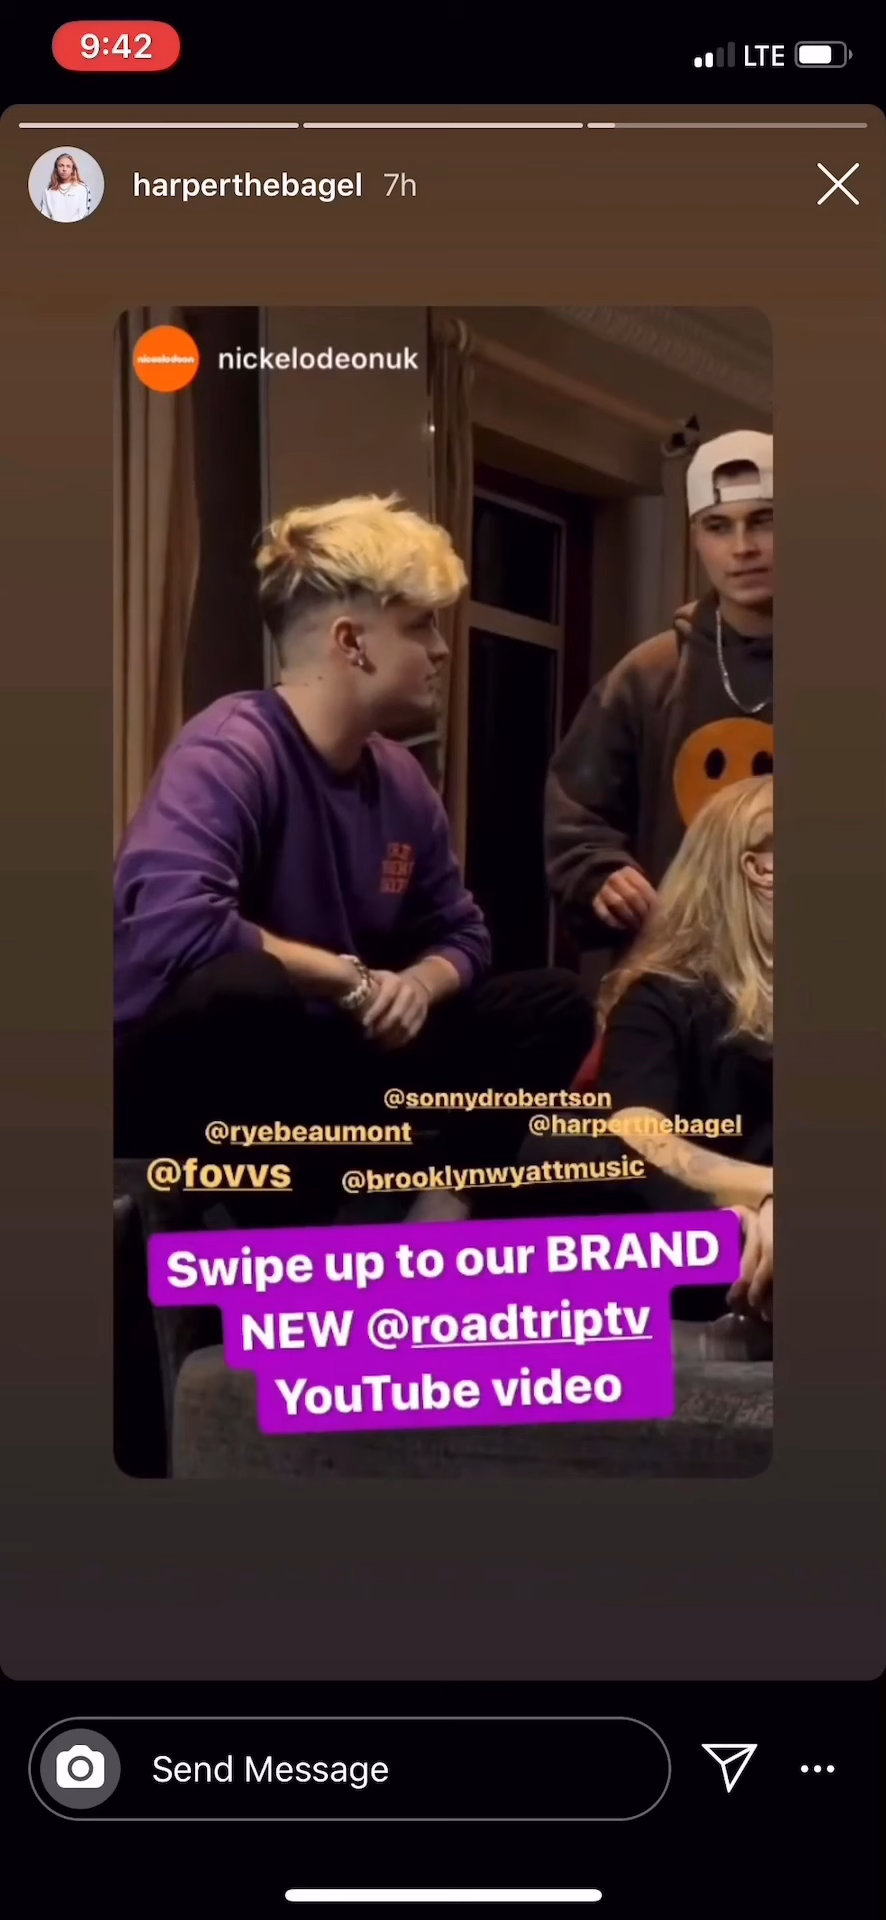 9:42
LTE
harperthebagel 7h
nickelodeon
nickelodeonuk
@sonnydrobertson
@ryebeaumont
@harperthebagel
@fovvs
@brooklynwyattmusic
Swipe up to our BRAND
NEW @roadtriptv
YouTube video
Send Message